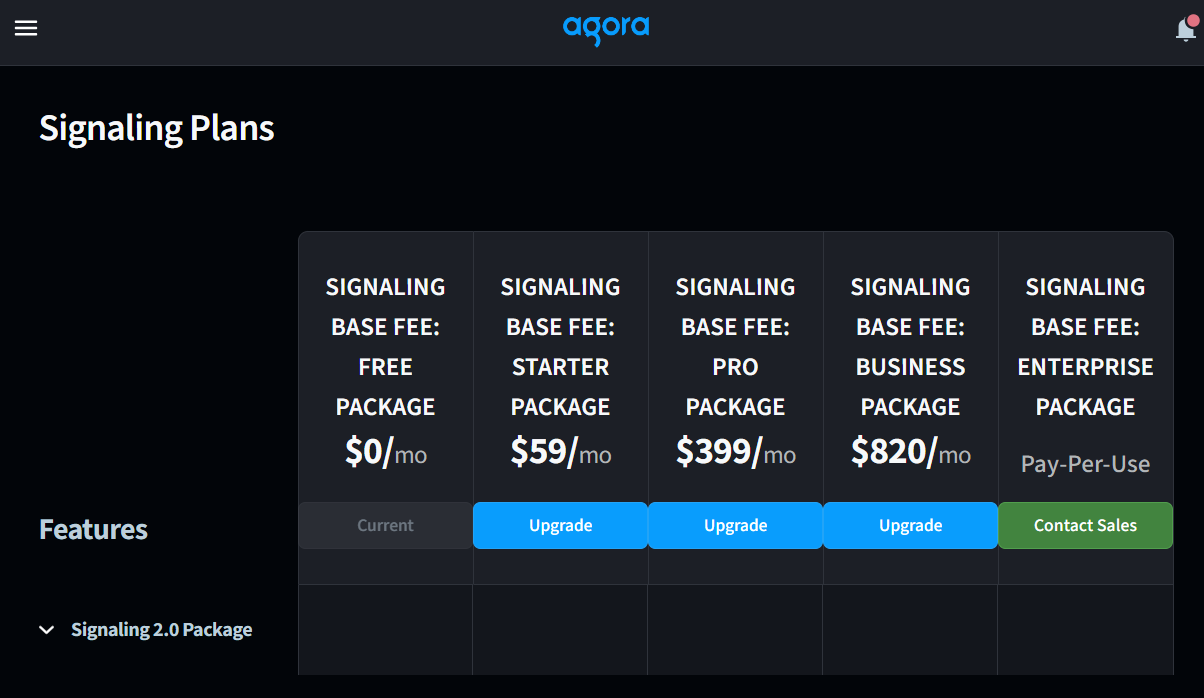 agora
Signaling Plans
SIGNALING
BASE FEE:
FREE
PACKAGE
$0/mo
Current
SIGNALING
BASE FEE:
STARTER
PACKAGE
$59/mo
Upgrade
SIGNALING
BASE FEE:
PRO
PACKAGE
$399/mo
Upgrade
SIGNALING
BASE FEE:
BUSINESS
PACKAGE
$820/mo
Upgrade
SIGNALING
BASE FEE:
ENTERPRISE
PACKAGE
Pay-Per-Use
Contact Sales
Features
Signaling 2.0 Package